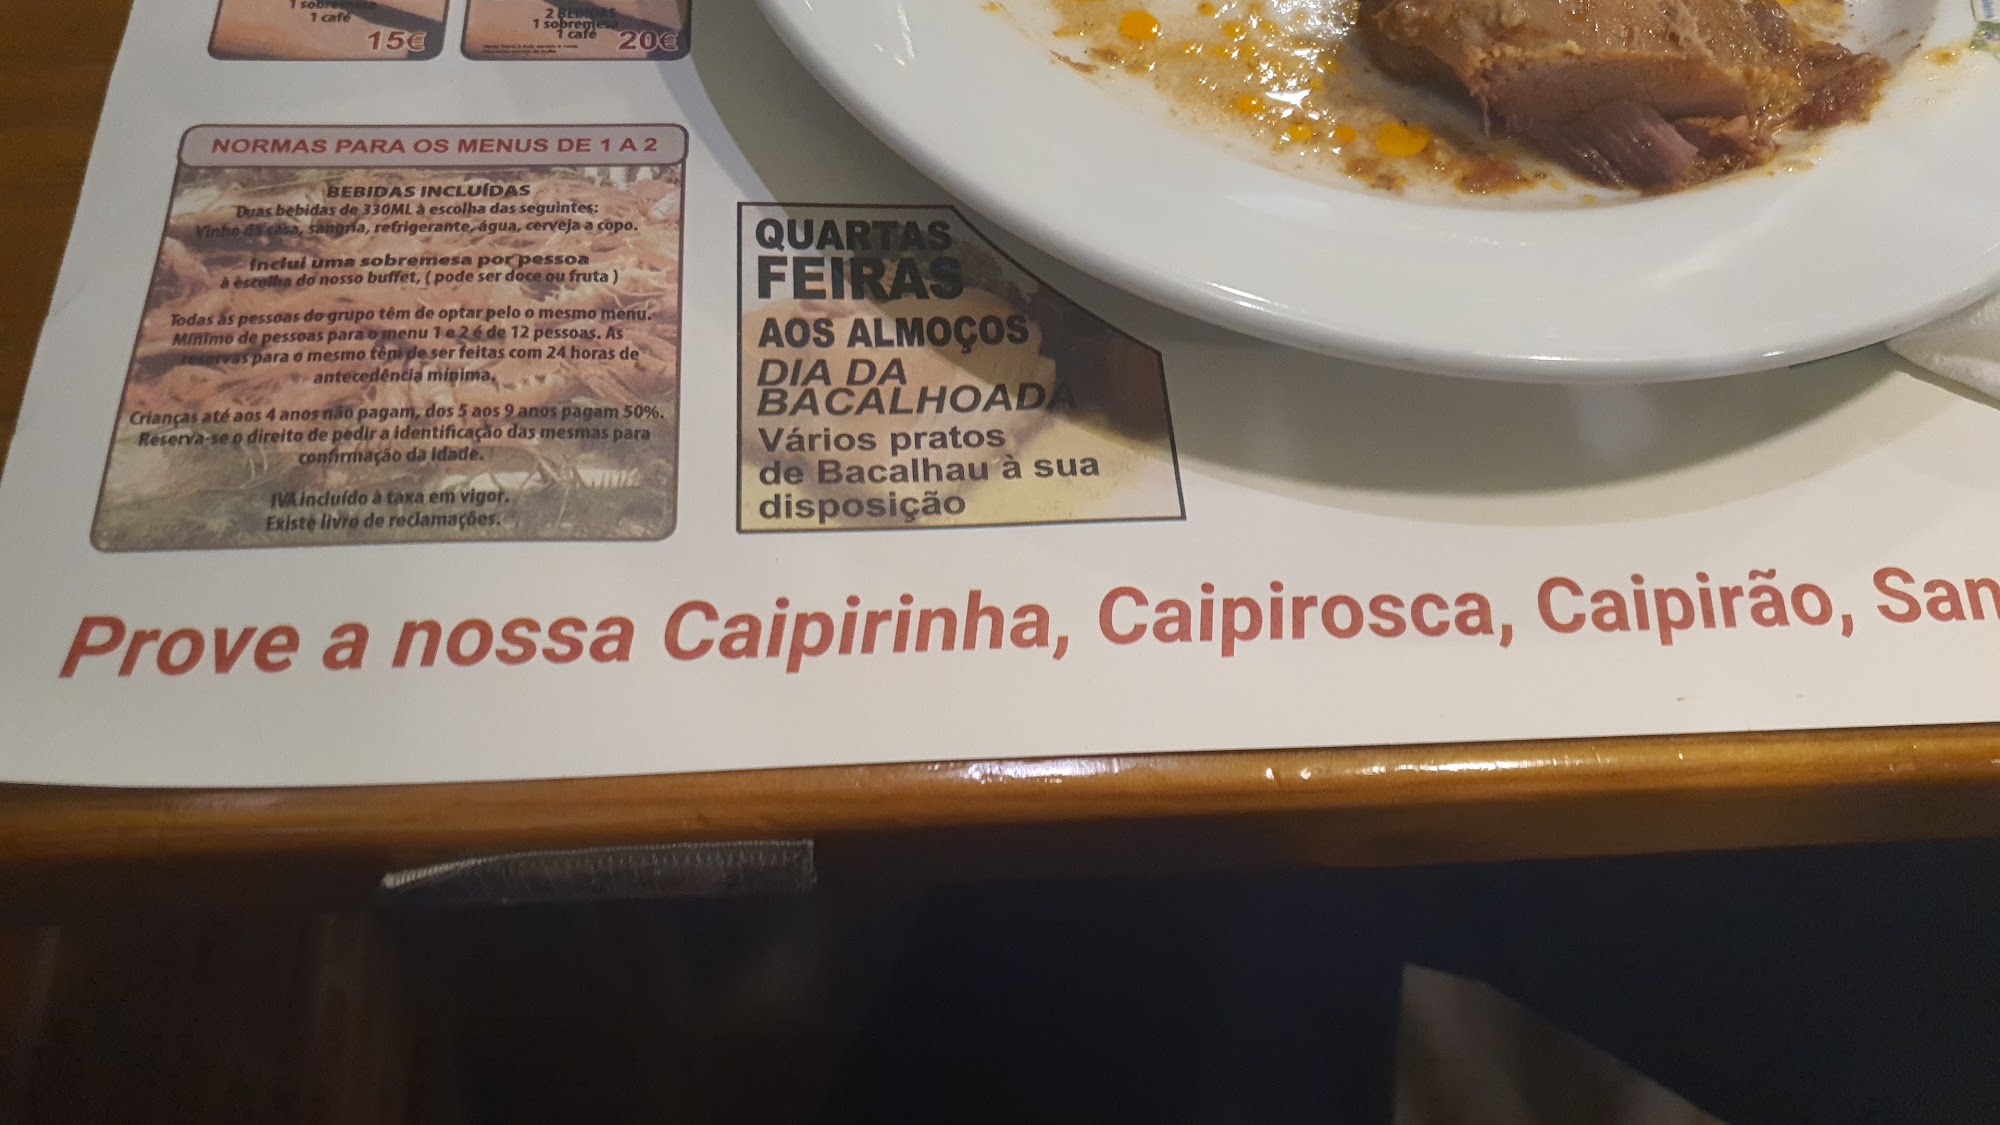 1 sobremesa
1 café
15€
2 BEBIDAS
1 sobremesa
1 café
20€
NORMAS PARA OS MENUS DE 1 A 2
BEBIDAS INCLUÍDAS
Duas bebidas de 330ML à escolha das seguintes:
Vinho da casa, sangria, refrigerante, água, cerveja a copo.
Inclui uma sobremesa por pessoa
à escolha do nosso buffet, ( pode ser doce ou fruta )
Todas as pessoas do grupo têm de optar pelo o mesmo menu.
Mínimo de pessoas para o menu 1 e 2 é de 12 pessoas. As
reservas para o mesmo têm de ser feitas com 24 horas de
antecedência mínima.
Crianças até aos 4 anos não pagam, dos 5 aos 9 anos pagam 50%.
Reserva-se o direito de pedir a identificação das mesmas para
confirmação da idade.
IVA incluído à taxa em vigor.
Existe livro de reclamações.
QUARTAS
FEIRAS
AOS ALMOÇOS
DIA DA
BACALHOADA
Vários pratos
de Bacalhau à sua
disposição
Prove a nossa Caipirinha, Caipirosca, Caipirão, San